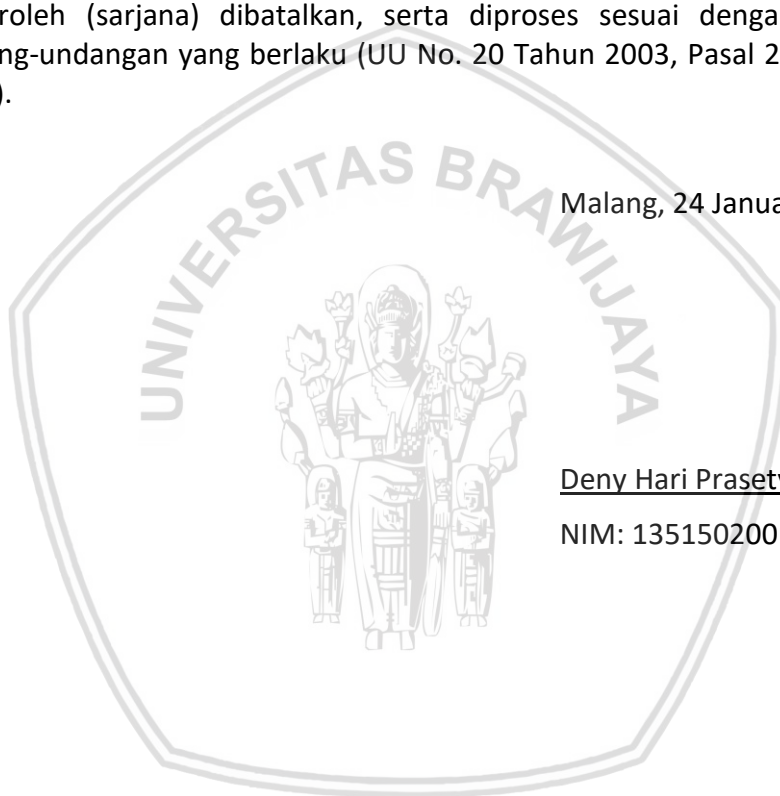 roleh (sarjana) dibatalkan, serta diproses sesuai denga
ng-undangan yang berlaku (UU No. 20 Tahun 2003, Pasal 2
).
UNIVERSITAS BRAWIJAYA
Malang, 24 Janua
Deny Hari Prasety
NIM: 135150200